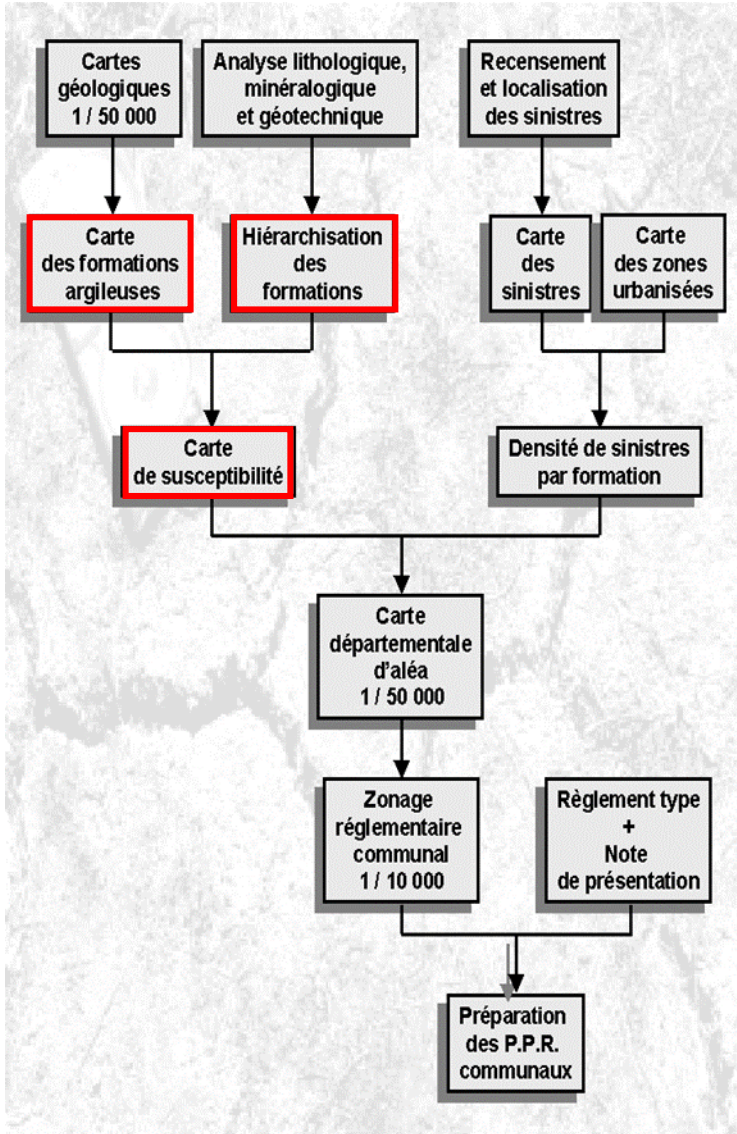 Cartes
géologiques
1 / 50 000
Analyse lithologique,
minéralogique
et géotechnique
Recensement
et localisation
des sinistres
Carte
des formations
argileuses
Hiérarchisation
des
formations
Carte
des
sinistres
Carte
des zones
urbanisées
Carte
de susceptibilité
Densité de sinistres
par formation
Carte
départementale
d'aléa
1 / 50 000
Zonage
réglementaire
communal
1 / 10 000
Règlement type
+
Note
de présentation
Préparation
des P.P.R.
communaux